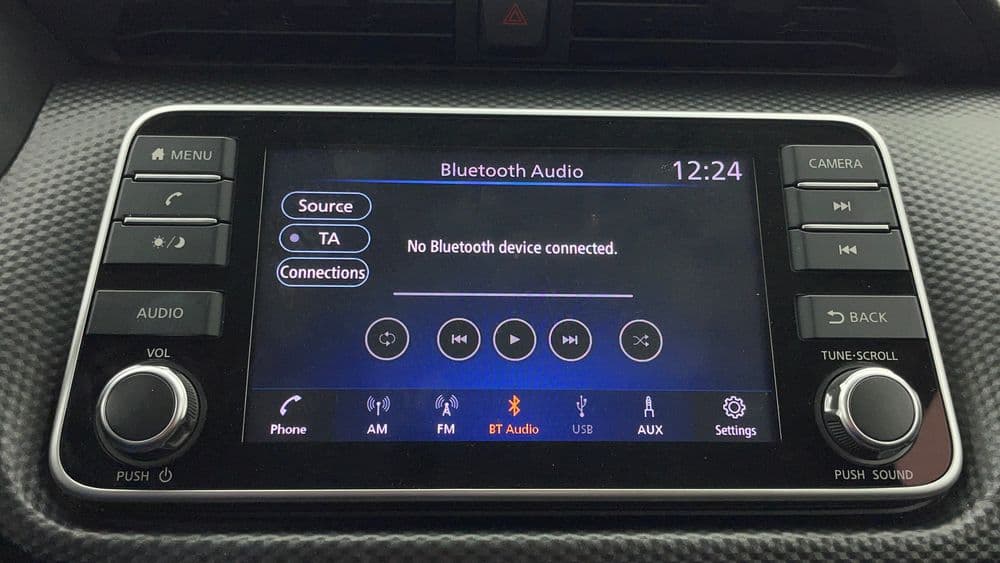 MENU
AUDIO
VOL
PUSH
Bluetooth Audio
12:24
Source
TA
Connections
No Bluetooth device connected.
Phone
AM
FM
BT Audio
USB
AUX
Settings
CAMERA
BACK
TUNE·SCROLL
PUSH SOUND